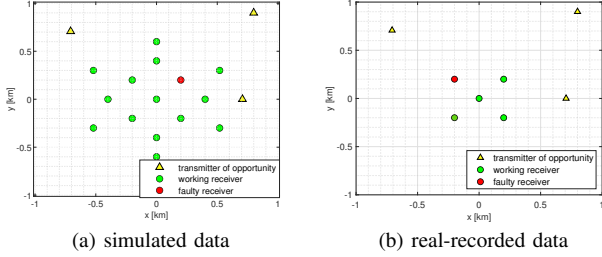 1
0.5
0
-0.5
-1
y [km]
-1
-0.5
0
0.5
1
x [km]
transmitter of opportunity
working receiver
faulty receiver
(a) simulated data
1
0.5
0
-0.5
-1
y [km]
-1
-0.5
0
0.5
1
x [km]
transmitter of opportunity
working receiver
faulty receiver
(b) real-recorded data